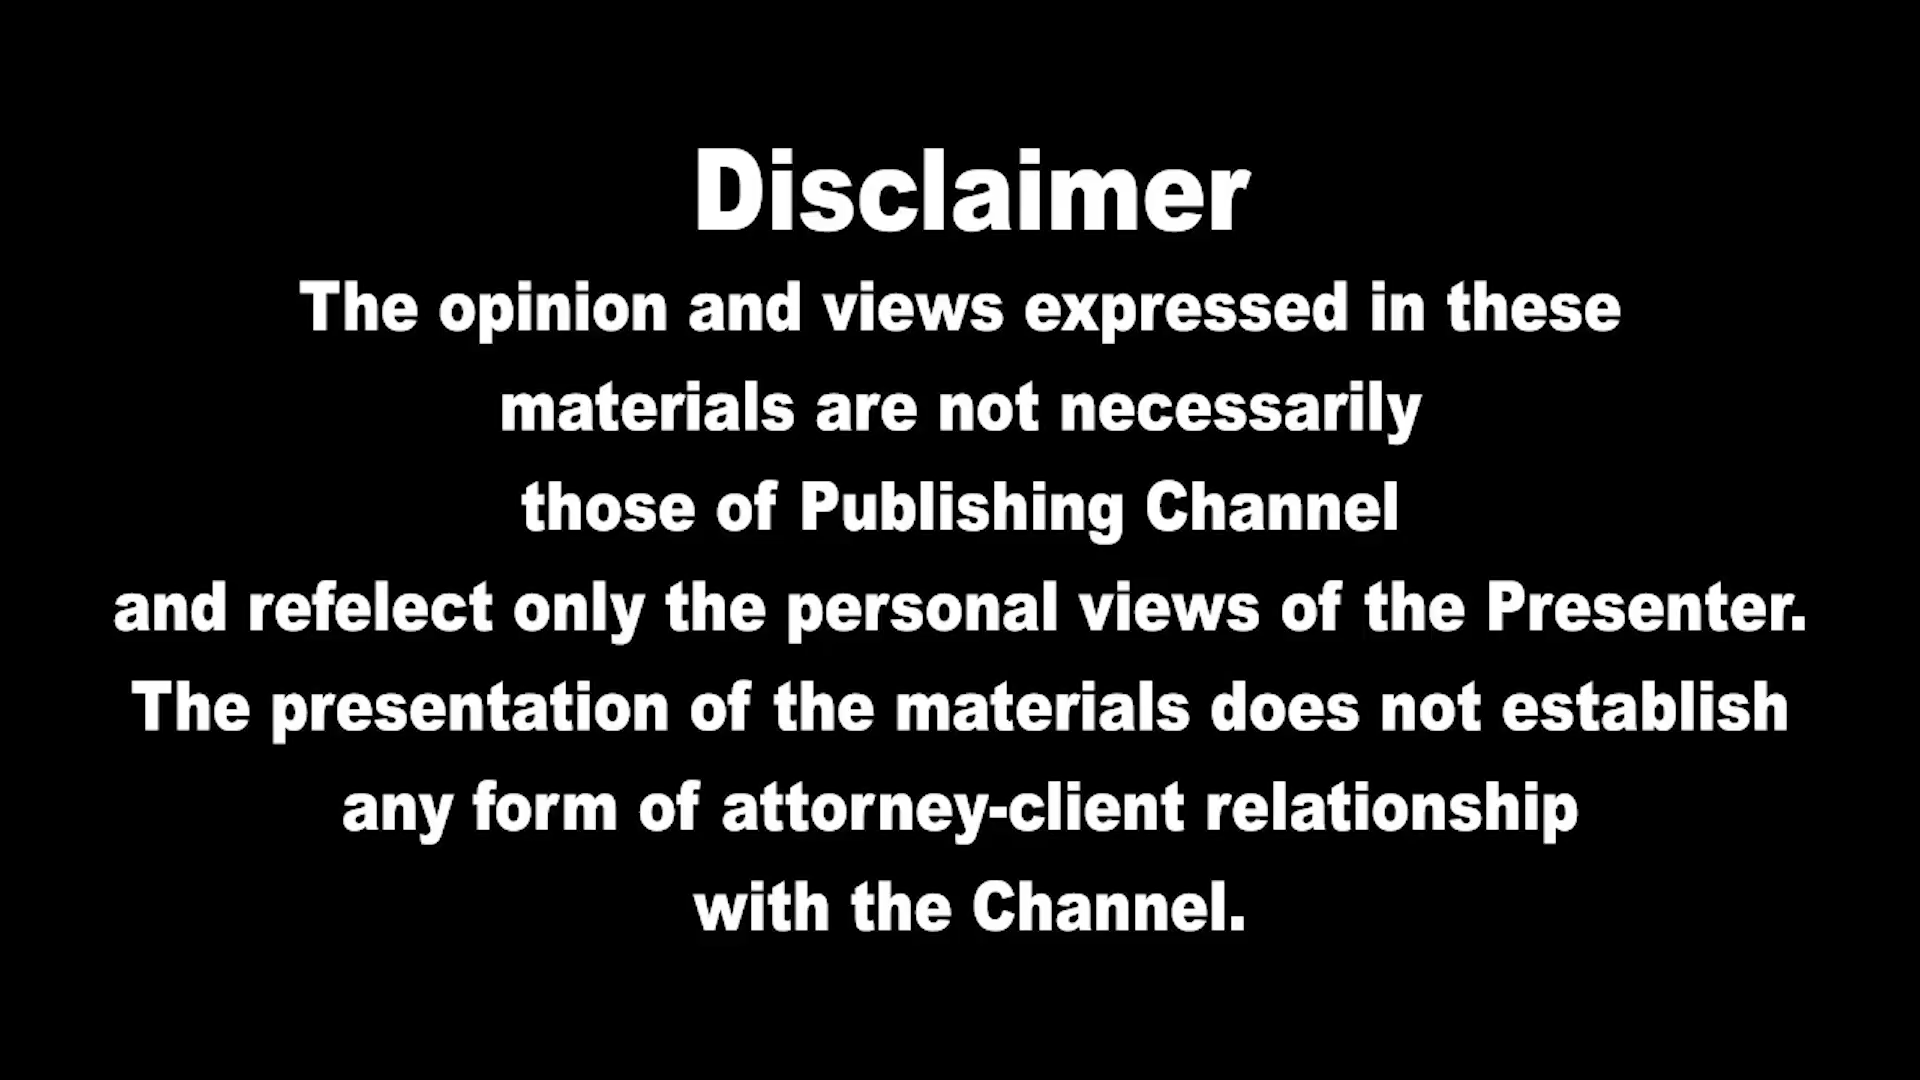 Disclaimer
The opinion and views expressed in these
materials are not necessarily
those of Publishing Channel
and refelect only the personal views of the Presenter.
The presentation of the materials does not establish
any form of attorney-client relationship
with the Channel.